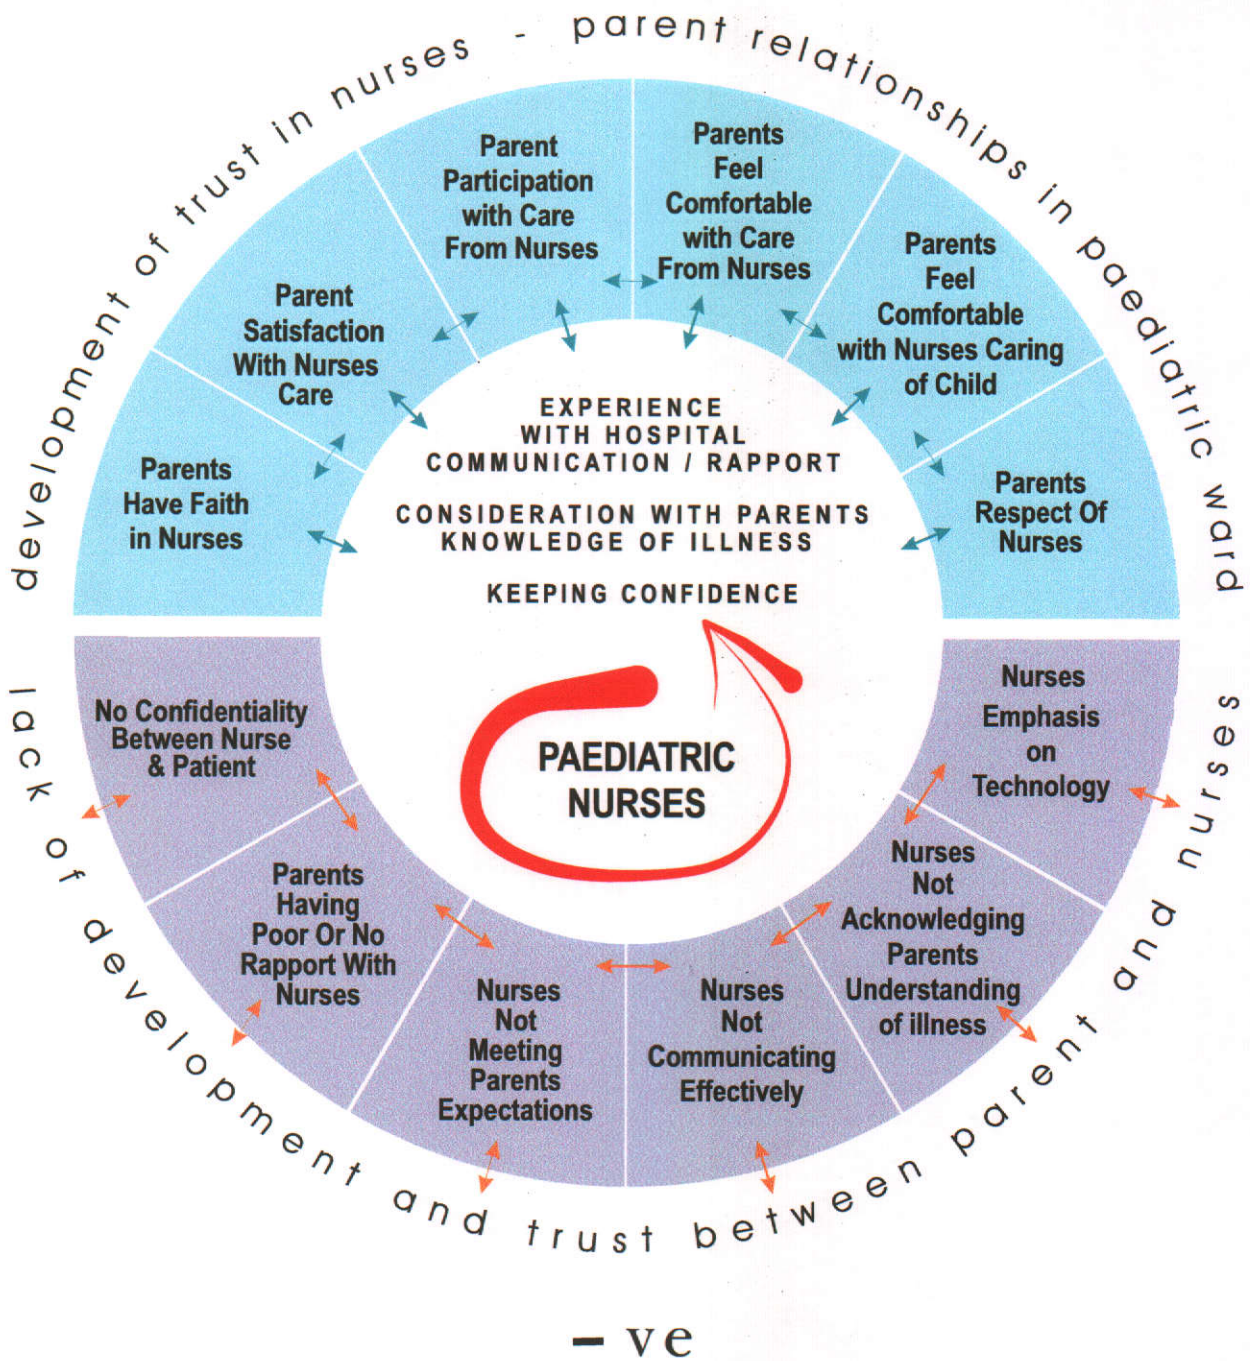 development of trust in nurses - parent relationships in paediatric ward
Parents
Have Faith
in Nurses
Parent
Satisfaction
With Nurses
Care
Parent
Participation
with Care
From Nurses
Parents
Feel
Comfortable
with Care
From Nurses
Parents
Feel
Comfortable
with Nurses Caring
of Child
Parents
Respect Of
Nurses
EXPERIENCE
WITH HOSPITAL
COMMUNICATION / RAPPORT
CONSIDERATION WITH PARENTS
KNOWLEDGE OF ILLNESS
KEEPING CONFIDENCE
PAEDIATRIC
NURSES
No Confidentiality
Between Nurse
& Patient
Parents
Having
Poor Or No
Rapport With
Nurses
Nurses
Not
Meeting
Parents
Expectations
Nurses
Not
Communicating
Effectively
Nurses
Not
Acknowledging
Parents
Understanding
of illness
Nurses
Emphasis
on
Technology
lack of development and trust between parent and nurses
– ve